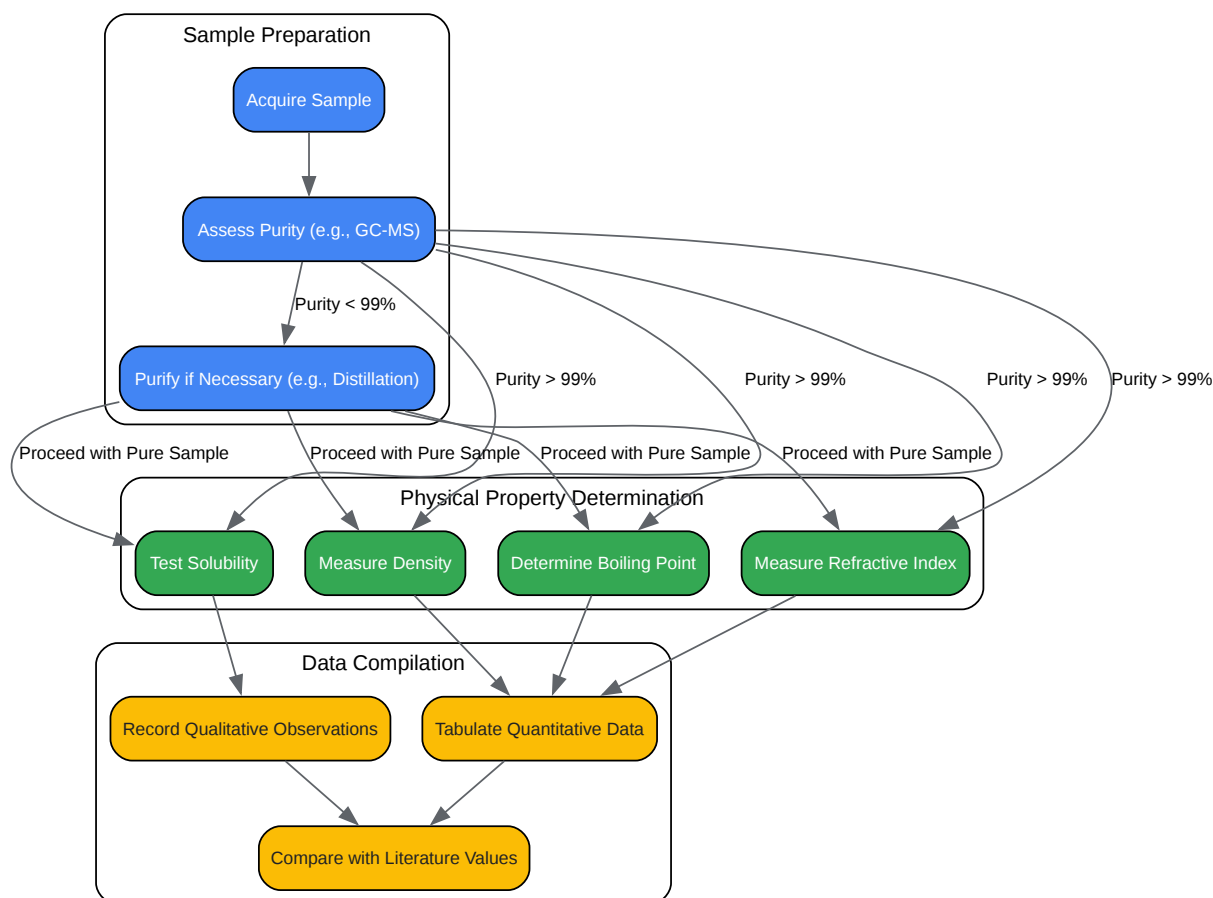 Sample Preparation
Acquire Sample
Assess Purity (e.g., GC-MS)
Purity < 99%
Purify if Necessary (e.g., Distillation)
Purity > 99%
Purity > 99%
Purity > 99%
Purity > 99%
Proceed with Pure Sample
Proceed with Pure Sample
Proceed with Pure Sample
Proceed with Pure Sample
Physical Property Determination
Test Solubility
Measure Density
Determine Boiling Point
Measure Refractive Index
Data Compilation
Record Qualitative Observations
Tabulate Quantitative Data
Compare with Literature Values